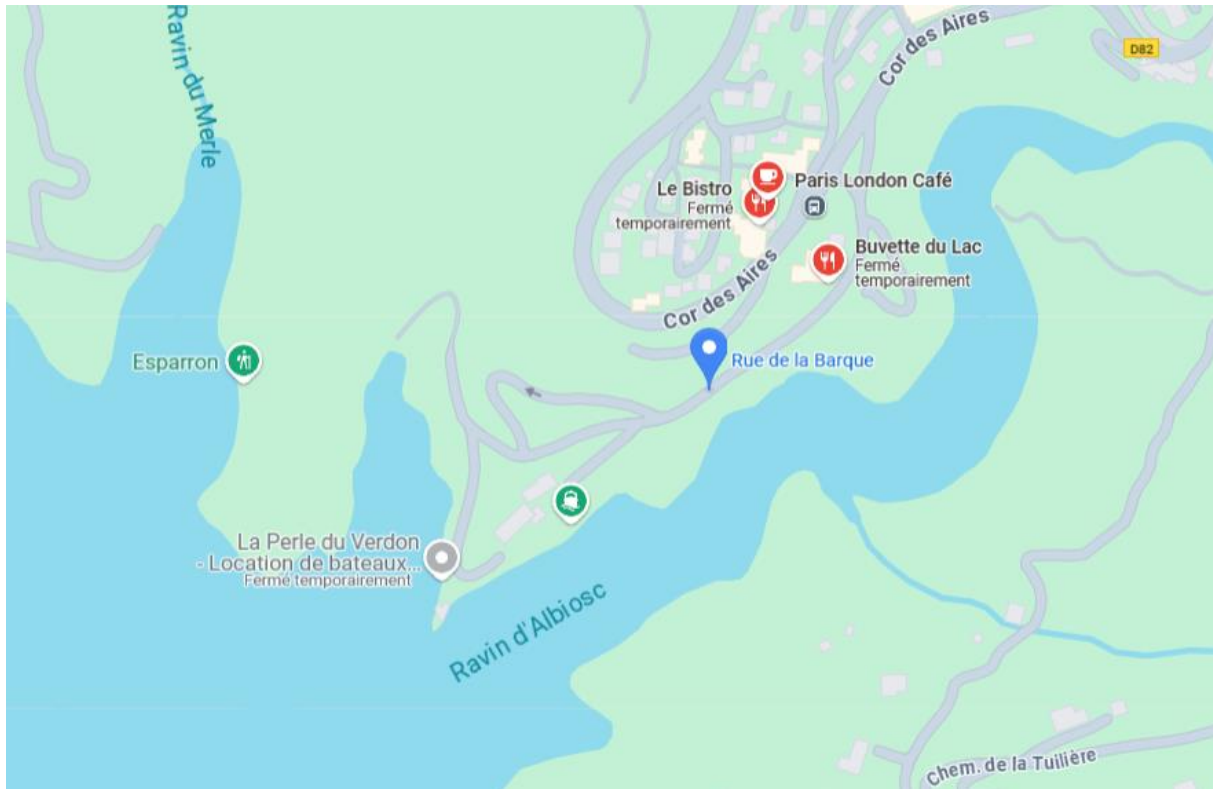 Ravin du Merle
Cor des Aires
D82
Le Bistro
Fermé
temporairement
Paris London Café
Buvette du Lac
Fermé
temporairement
Cor des Aires
Esparron
Rue de la Barque
La Perle du Verdon
- Location de bateaux...
Fermé temporairement
Ravin d'Albiosc
Chem. de la Tuilière